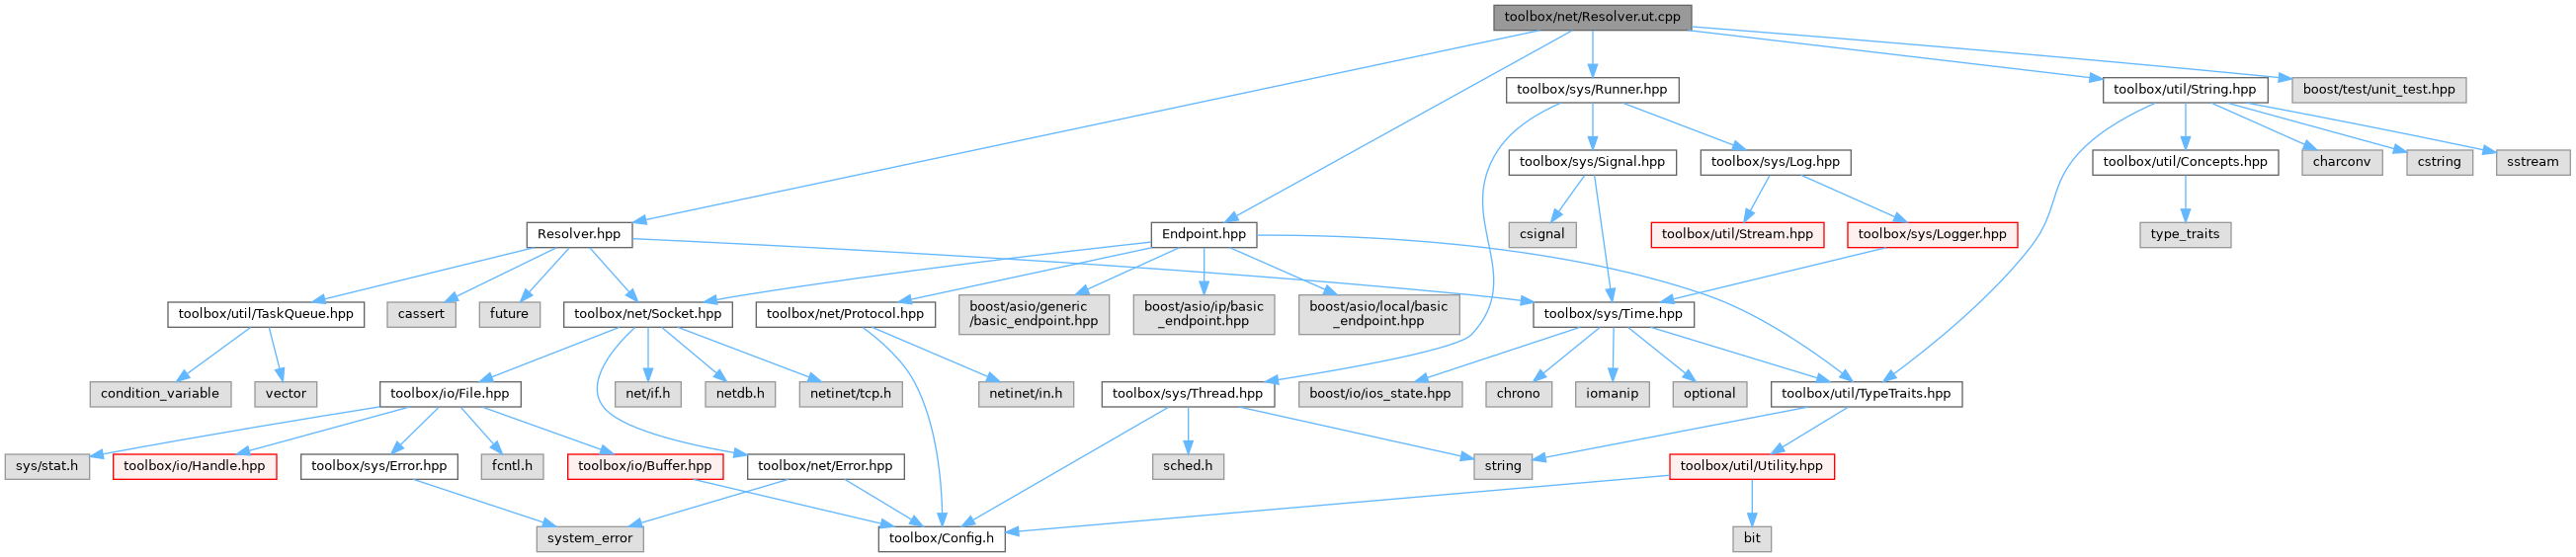 toolbox/net/Resolver.ut.cpp
toolbox/sys/Runner.hpp
toolbox/util/String.hpp
boost/test/unit_test.hpp
toolbox/sys/Signal.hpp
toolbox/sys/Log.hpp
toolbox/util/Concepts.hpp
charconv
cstring
sstream
Resolver.hpp
Endpoint.hpp
csignal
toolbox/util/Stream.hpp
toolbox/sys/Logger.hpp
type_traits
toolbox/util/TaskQueue.hpp
cassert
future
toolbox/net/Socket.hpp
toolbox/net/Protocol.hpp
boost/asio/generic
/basic_endpoint.hpp
boost/asio/ip/basic
_endpoint.hpp
boost/asio/local/basic
_endpoint.hpp
toolbox/sys/Time.hpp
condition_variable
vector
toolbox/io/File.hpp
net/if.h
netdb.h
netinet/tcp.h
netinet/in.h
toolbox/sys/Thread.hpp
boost/io/ios_state.hpp
chrono
iomanip
optional
toolbox/util/TypeTraits.hpp
sys/stat.h
toolbox/io/Handle.hpp
toolbox/sys/Error.hpp
fcntl.h
toolbox/io/Buffer.hpp
toolbox/net/Error.hpp
sched.h
string
toolbox/util/Utility.hpp
system_error
toolbox/Config.h
bit